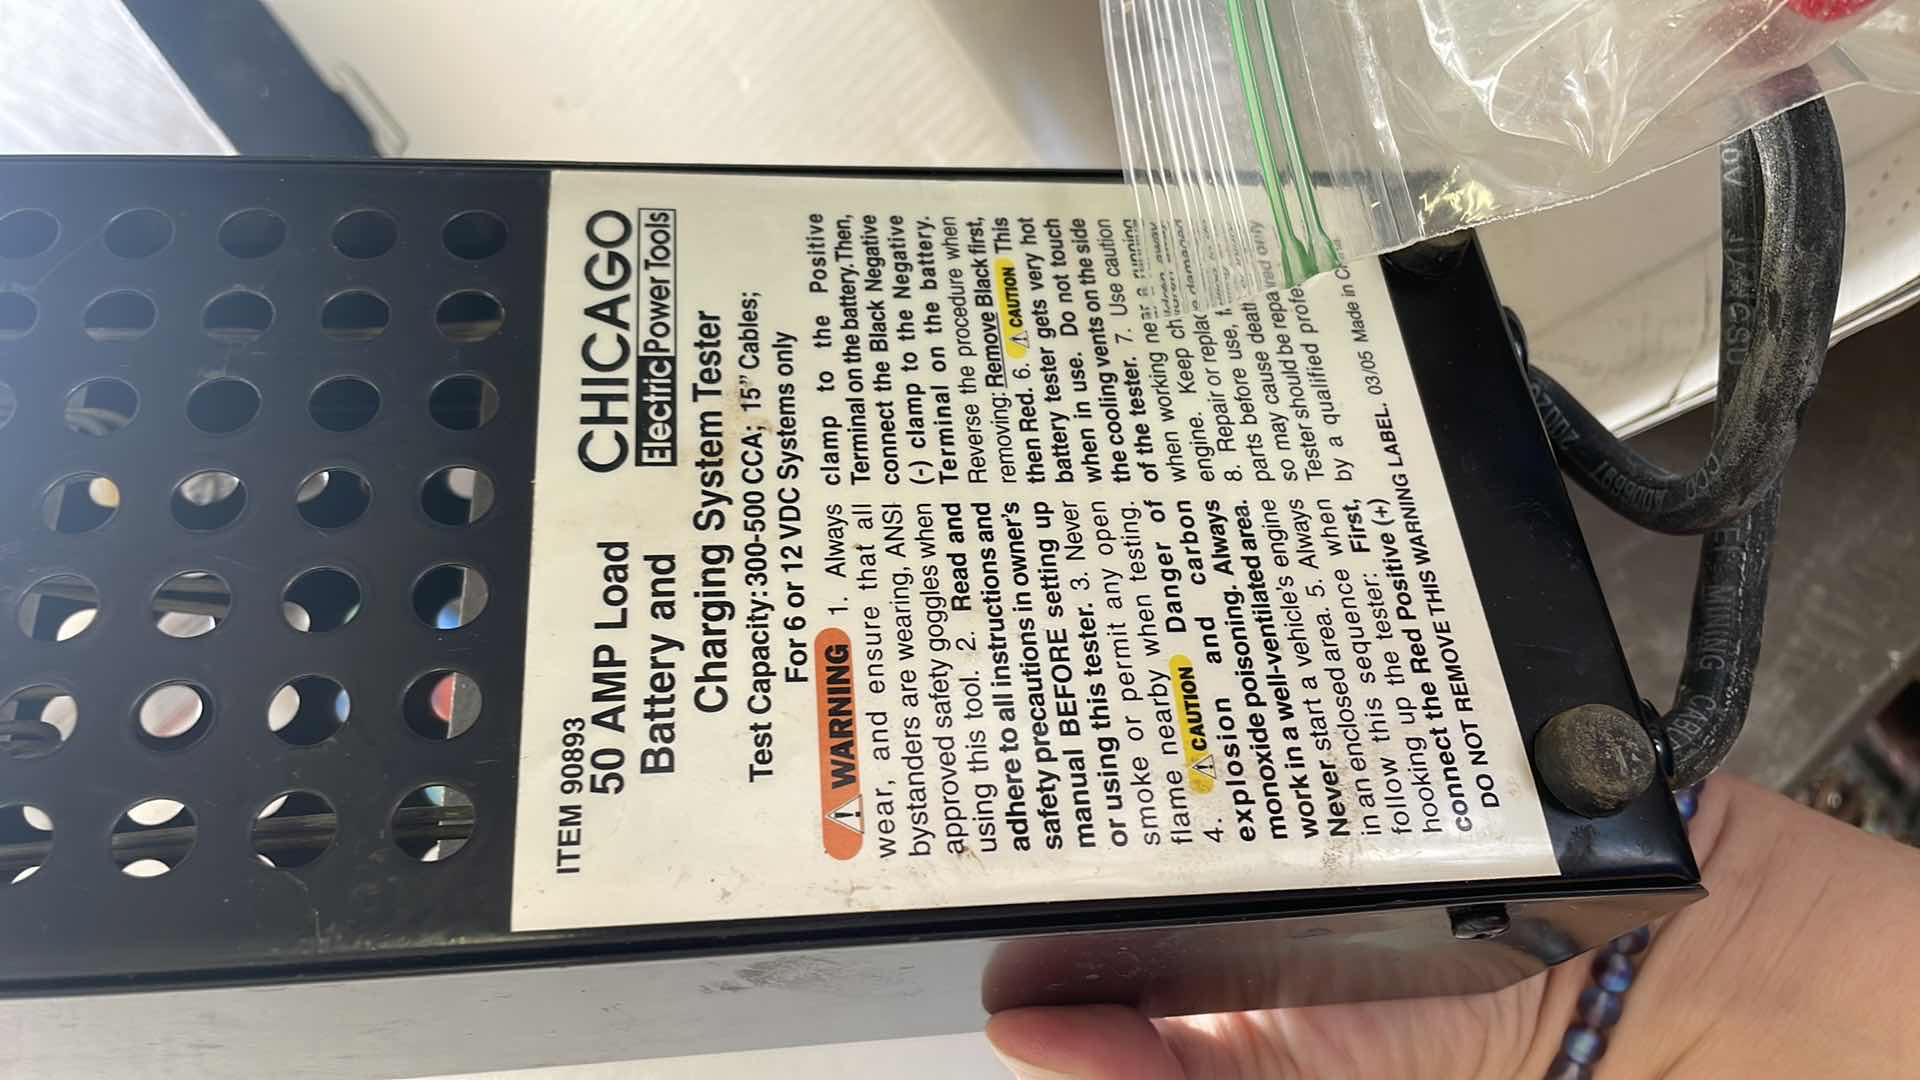 ITEM 90893
50 AMP Load
Battery and
Charging System Tester
CHICAGO
Electric Power Tools
Test Capacity: 300-500 CCA; 15" Cables;
For 6 or 12 VDC Systems only
WARNING 1. Always
wear, and ensure that all
bystanders are wearing, ANSI
approved safety goggles when
using this tool. 2. Read and
adhere to all instructions and
safety precautions in owner's
manual BEFORE setting up
or using this tester. 3. Never
smoke or permit any open
flame nearby when testing.
4. CAUTION Danger of
explosion and carbon
monoxide poisoning. Always
work in a well-ventilated area.
Never start a vehicle's engine
in an enclosed area. 5. Always
follow this sequence when
hooking up the tester: First,
connect the Red Positive (+)
clamp to the Positive
Terminal on the battery. Then,
connect the Black Negative
(-) clamp to the Negative
Terminal on the battery.
Reverse the procedure when
removing: Remove Black first,
then Red. 6. CAUTION This
battery tester gets very hot
when in use. Do not touch
the cooling vents on the side
of the tester. 7. Use caution
when working near a running
engine. Keep children away
8. Repair or replace damaged
parts before use,
so may cause death
Tester should be repaired only
by a qualified
DO NOT REMOVE THIS WARNING LABEL. 03/05 Made in
MINING CABLE